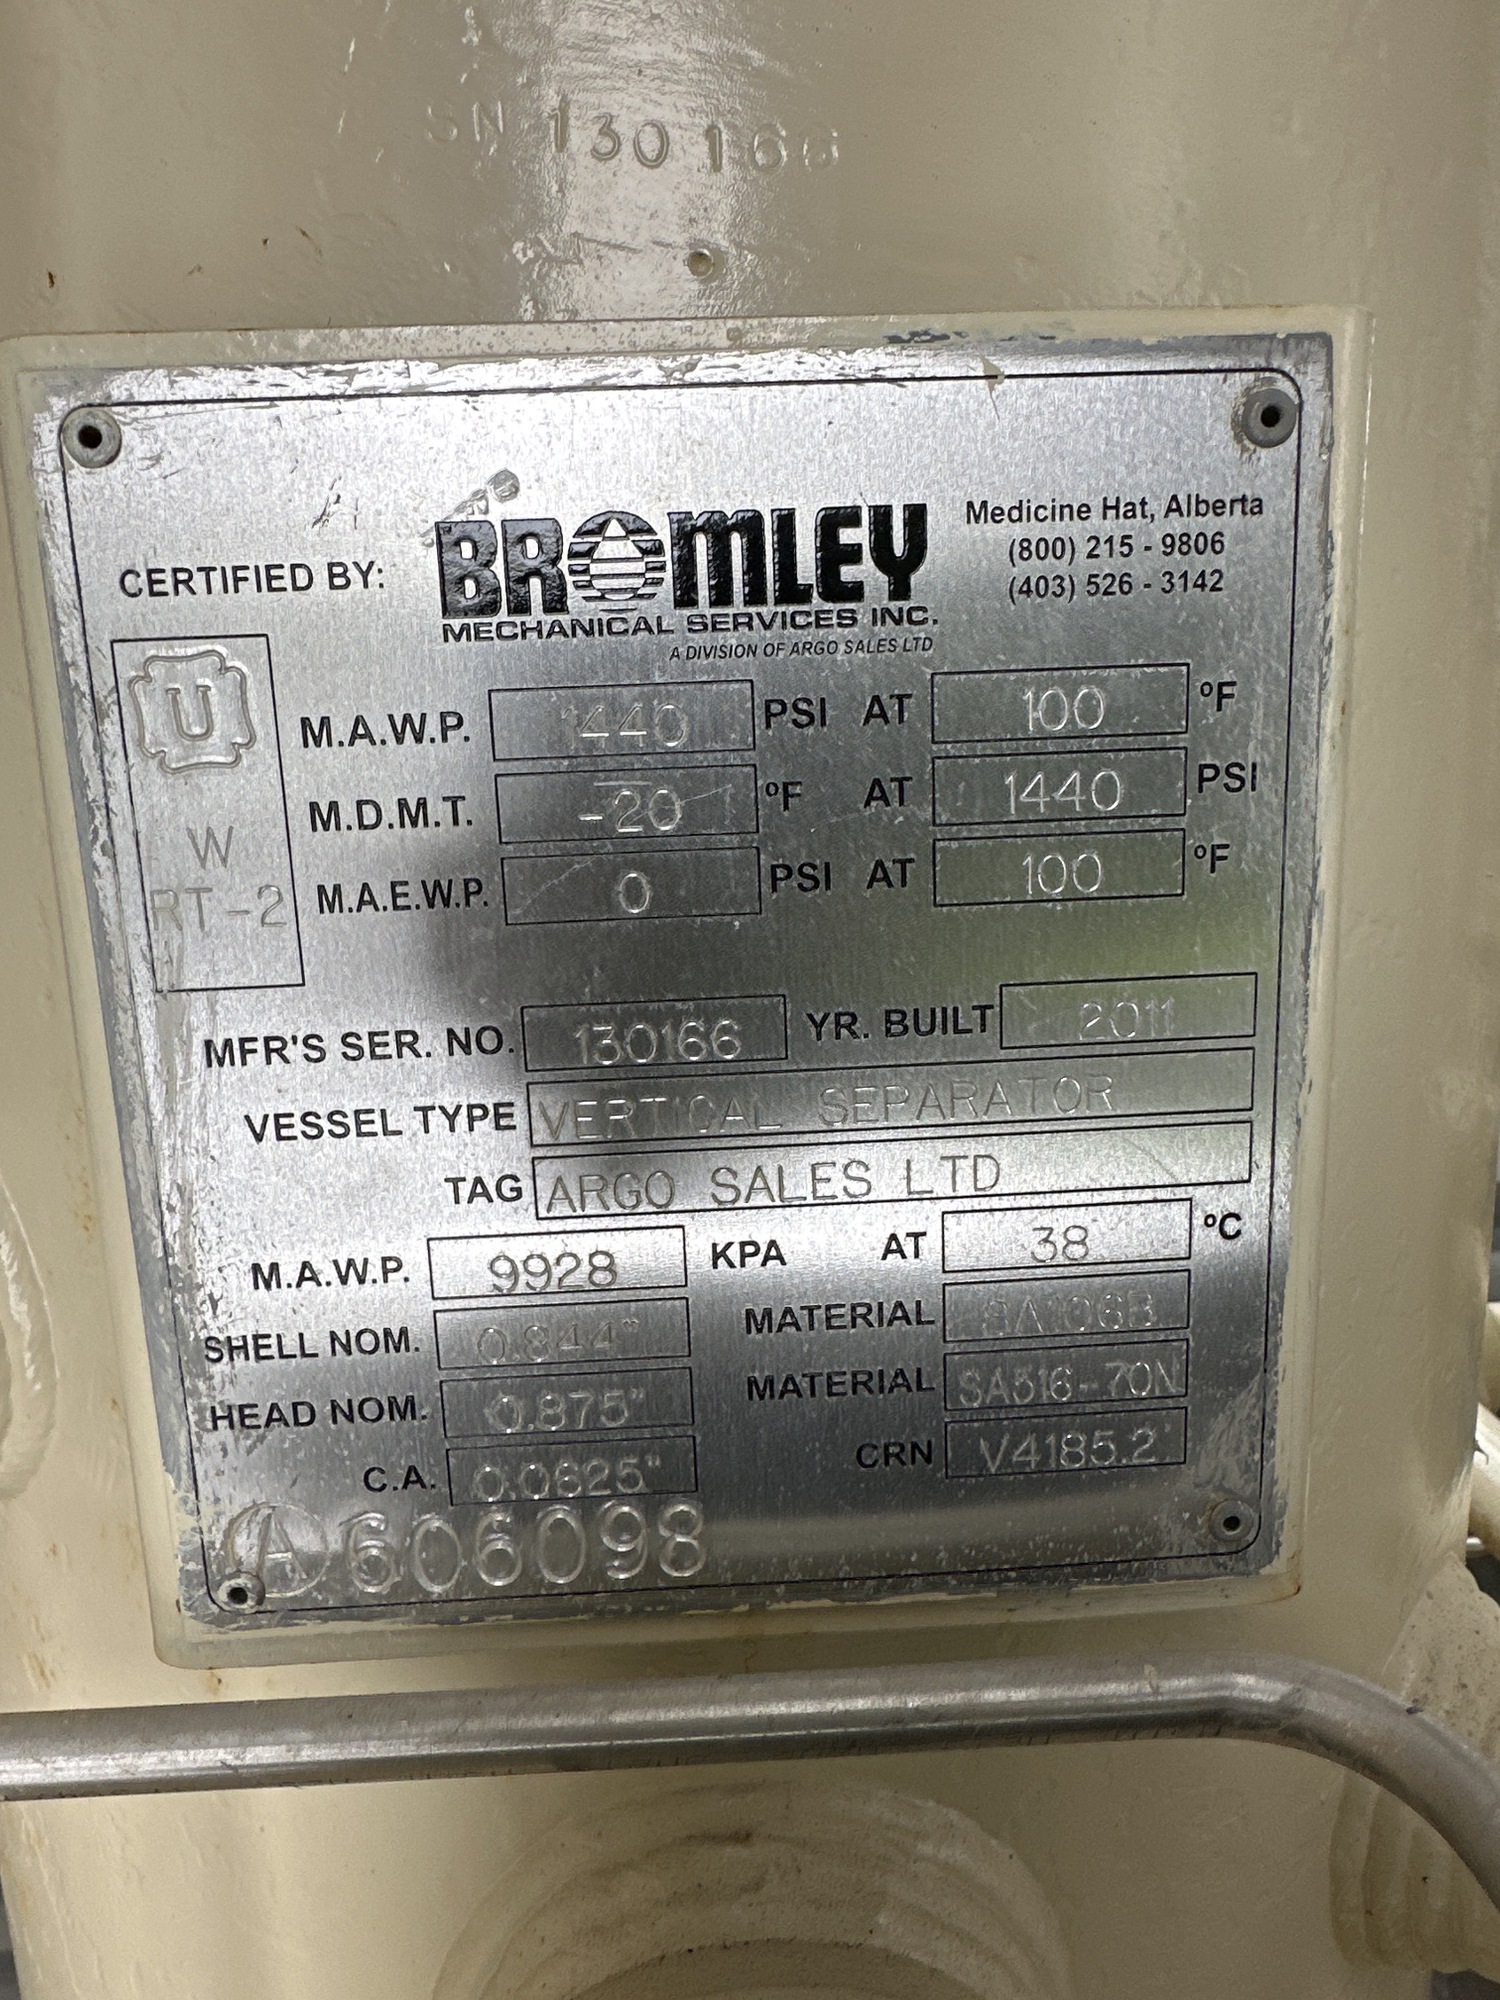 SN 130166
CERTIFIED BY: BROMLEY Medicine Hat, Alberta
MECHANICAL SERVICES INC. (800) 215 - 9806
A DIVISION OF ARGO SALES LTD (403) 526 - 3142
U
W
RT-2
M.A.W.P. 1440 PSI AT 100 °F
M.D.M.T. -20 °F AT 1440 PSI
M.A.E.W.P. 0 PSI AT 100 °F
MFR'S SER. NO. 130166 YR. BUILT 2011
VESSEL TYPE VERTICAL SEPARATOR
TAG ARGO SALES LTD
M.A.W.P. 9928 KPA AT 38 °C
SHELL NOM. 0.844" MATERIAL SA106B
HEAD NOM. 0.875" MATERIAL SA516-70N
C.A. 0.0625" CRN V4185.2
A 606098